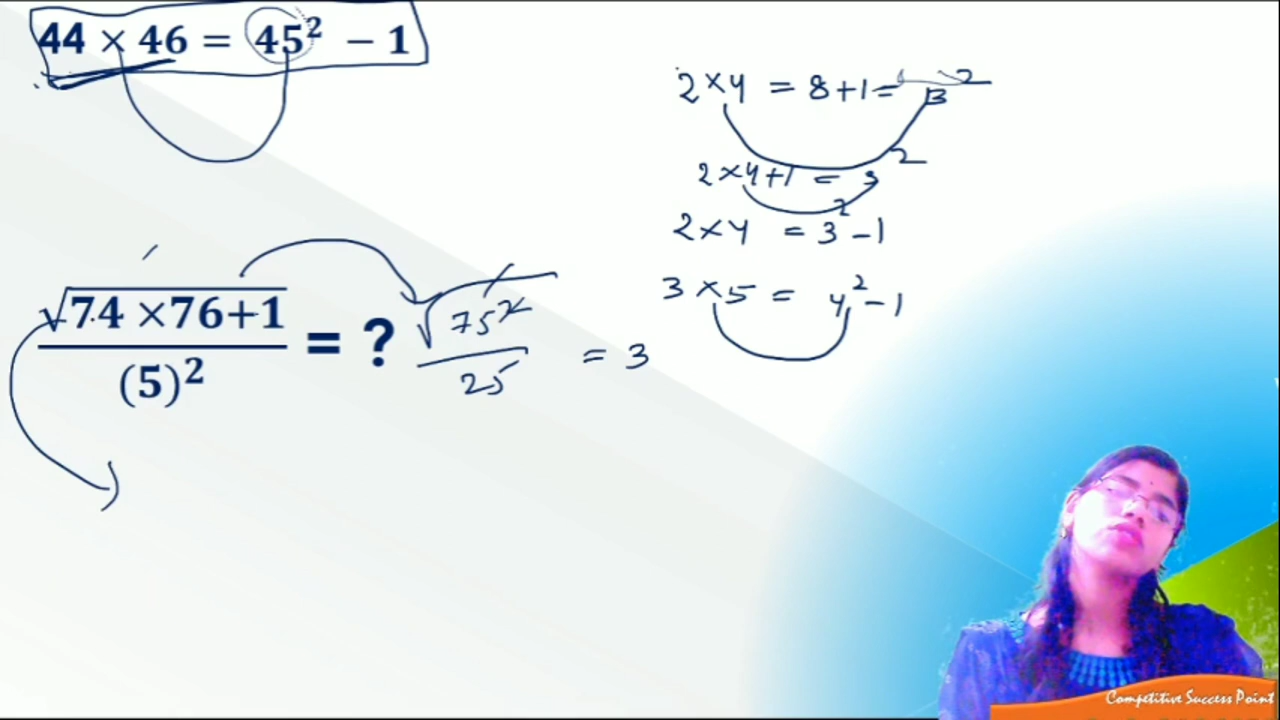 44 × 46 = 45² − 1
2×4 = 8+1= 3²
2×4+1 = 3²
2×4 = 3²−1
3×5 = 4²−1
√(74 ×76+1) / (5)² = ? √(75²) / 25 = 3
Competitive Success Point